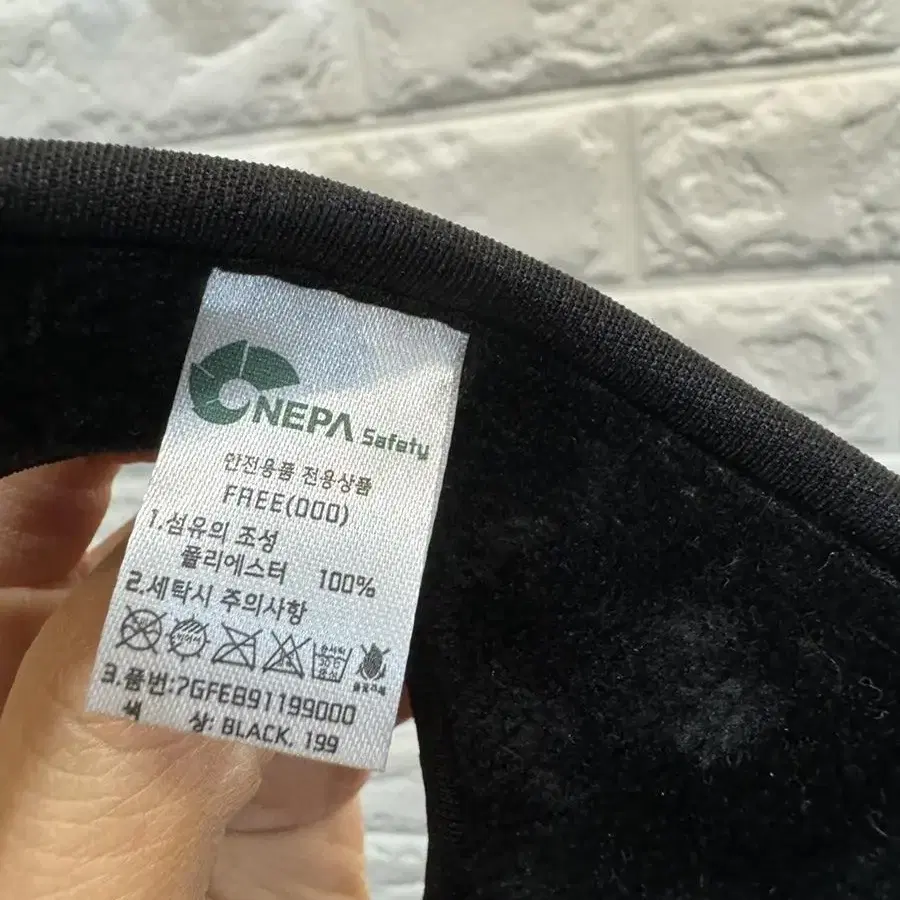 NEPA Safety
안전용품 전용상품
FREE(000)
1.섬유의 조성
폴리에스터 100%
2.세탁시 주의사항
3.품번:7GFEB91199000
색 상: BLACK, 199